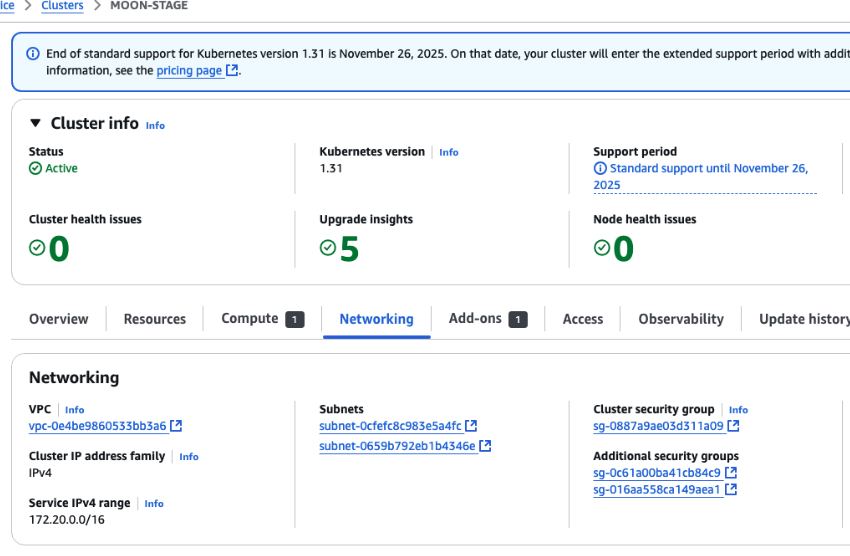 ice > Clusters > MOON-STAGE
End of standard support for Kubernetes version 1.31 is November 26, 2025. On that date, your cluster will enter the extended support period with addit
information, see the pricing page.
Cluster info Info
Status
Active
Kubernetes version Info
1.31
Support period
Standard support until November 26,
2025
Cluster health issues
0
Upgrade insights
5
Node health issues
0
Overview Resources Compute 1 Networking Add-ons 1 Access Observability Update history
Networking
VPC Info
vpc-0e4be9860533bb3a6
Cluster IP address family Info
IPv4
Service IPv4 range Info
172.20.0.0/16
Subnets
subnet-0cfefc8c983e5a4fc
subnet-0659b792eb1b4346e
Cluster security group Info
sg-0887a9ae03d311a09
Additional security groups
sg-0c61a00ba41cb84c9
sg-016aa558ca149aea1